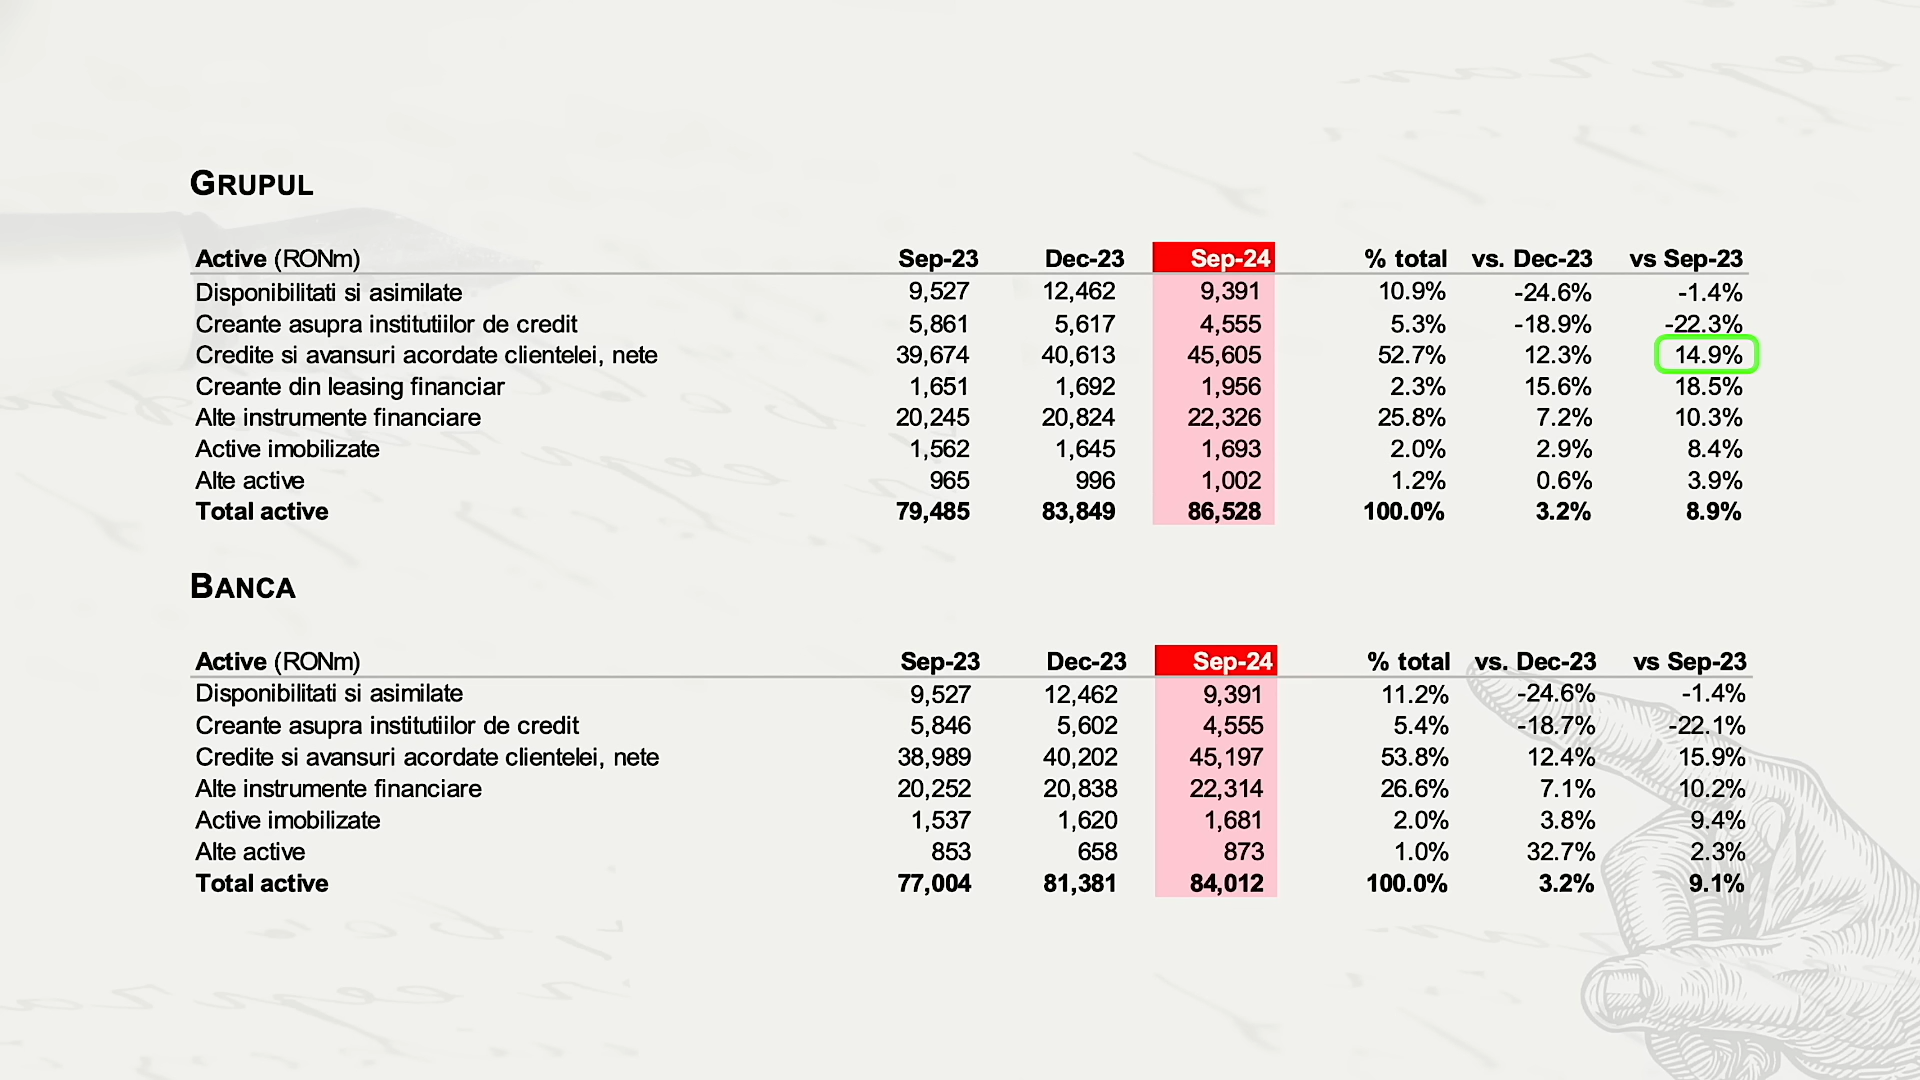 GRUPUL
Active (RONm) Sep-23 Dec-23 Sep-24 % total vs. Dec-23 vs Sep-23
Disponibilitati si asimilate 9,527 12,462 9,391 10.9% -24.6% -1.4%
Creante asupra institutiilor de credit 5,861 5,617 4,555 5.3% -18.9% -22.3%
Credite si avansuri acordate clientelei, nete 39,674 40,613 45,605 52.7% 12.3% 14.9%
Creante din leasing financiar 1,651 1,692 1,956 2.3% 15.6% 18.5%
Alte instrumente financiare 20,245 20,824 22,326 25.8% 7.2% 10.3%
Active imobilizate 1,562 1,645 1,693 2.0% 2.9% 8.4%
Alte active 965 996 1,002 1.2% 0.6% 3.9%
Total active 79,485 83,849 86,528 100.0% 3.2% 8.9%
BANCA
Active (RONm) Sep-23 Dec-23 Sep-24 % total vs. Dec-23 vs Sep-23
Disponibilitati si asimilate 9,527 12,462 9,391 11.2% -24.6% -1.4%
Creante asupra institutiilor de credit 5,846 5,602 4,555 5.4% -18.7% -22.1%
Credite si avansuri acordate clientelei, nete 38,989 40,202 45,197 53.8% 12.4% 15.9%
Alte instrumente financiare 20,252 20,838 22,314 26.6% 7.1% 10.2%
Active imobilizate 1,537 1,620 1,681 2.0% 3.8% 9.4%
Alte active 853 658 873 1.0% 32.7% 2.3%
Total active 77,004 81,381 84,012 100.0% 3.2% 9.1%